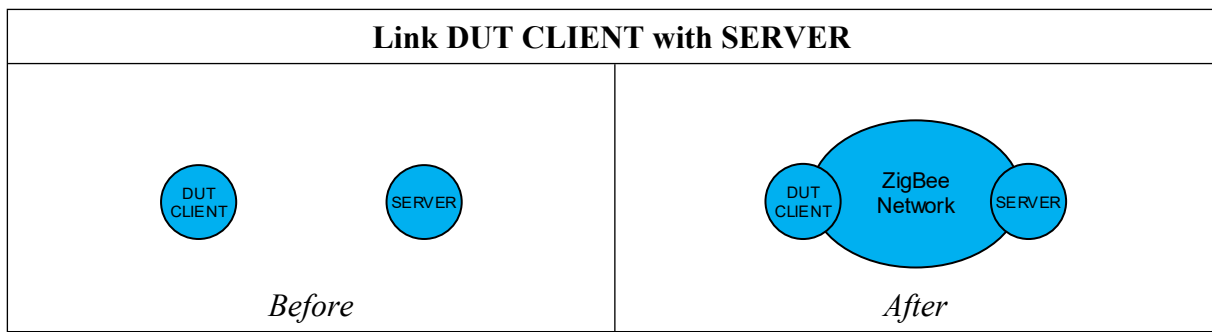 Link DUT CLIENT with SERVER
DUT
CLIENT
SERVER
Before
DUT
CLIENT
ZigBee
Network
SERVER
After